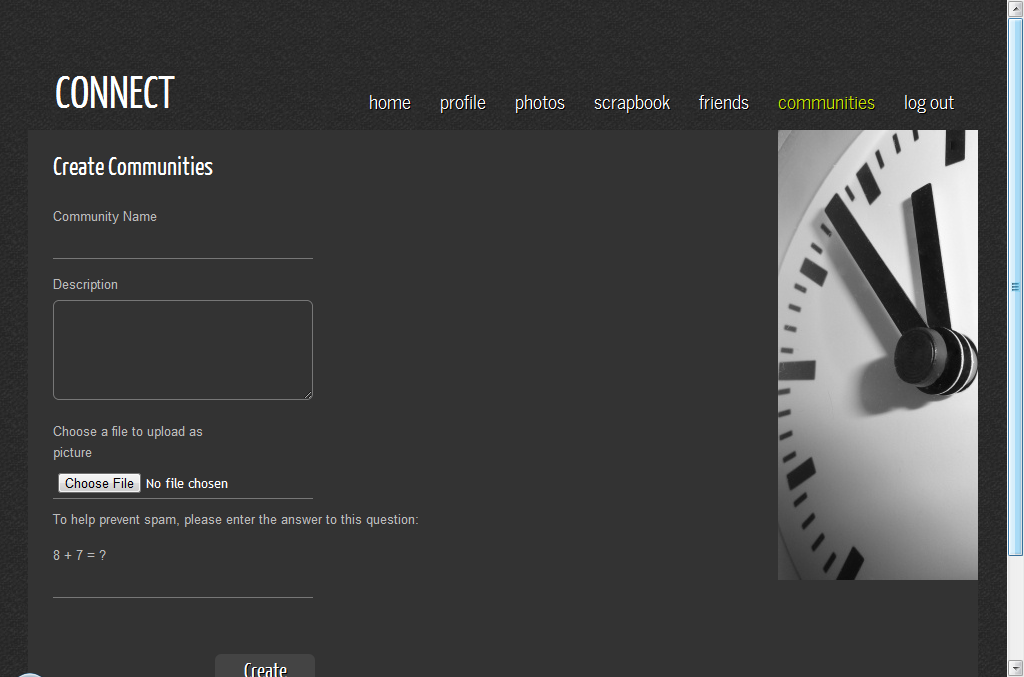 CONNECT
home profile photos scrapbook friends communities log out
Create Communities
Community Name
Description
Choose a file to upload as
picture
Choose File No file chosen
To help prevent spam, please enter the answer to this question:
8 + 7 = ?
Create